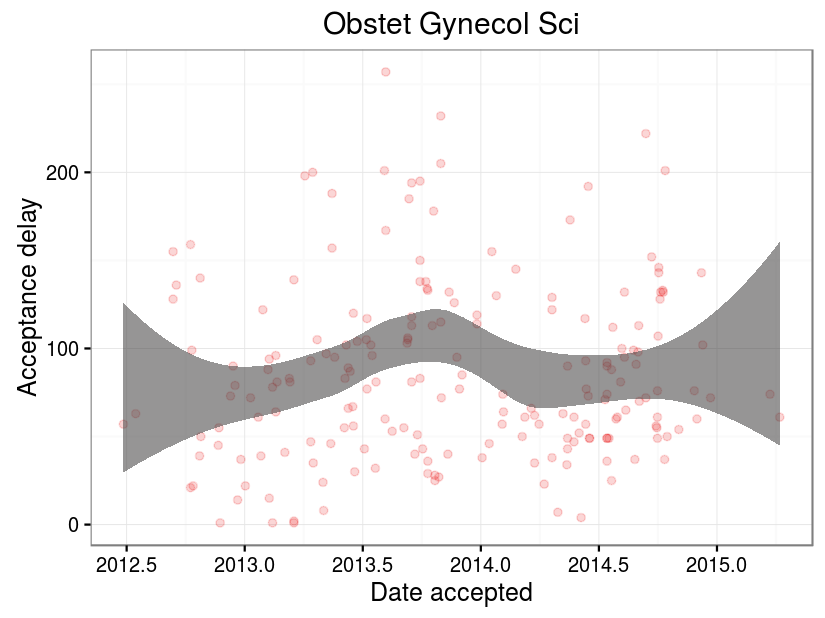 Obstet Gynecol Sci
Acceptance delay
200
100
0
2012.5 2013.0 2013.5 2014.0 2014.5 2015.0
Date accepted